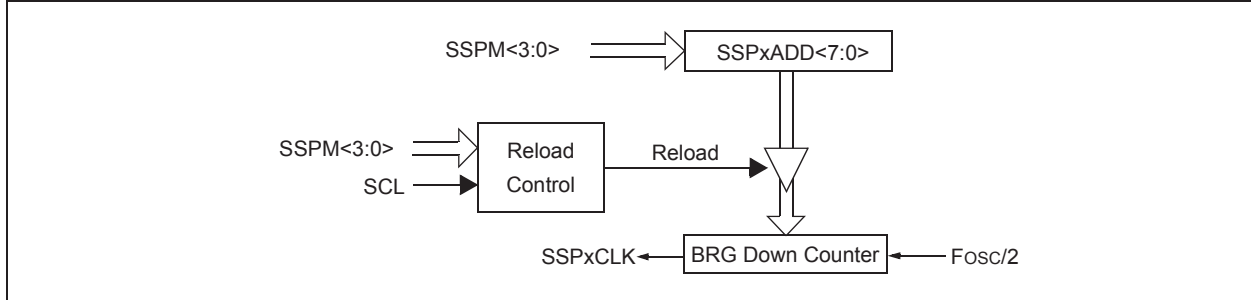 SSPM<3:0>
SSPxADD<7:0>
SSPM<3:0>
SCL
Reload
Control
Reload
SSPxCLK
BRG Down Counter
FOSC/2